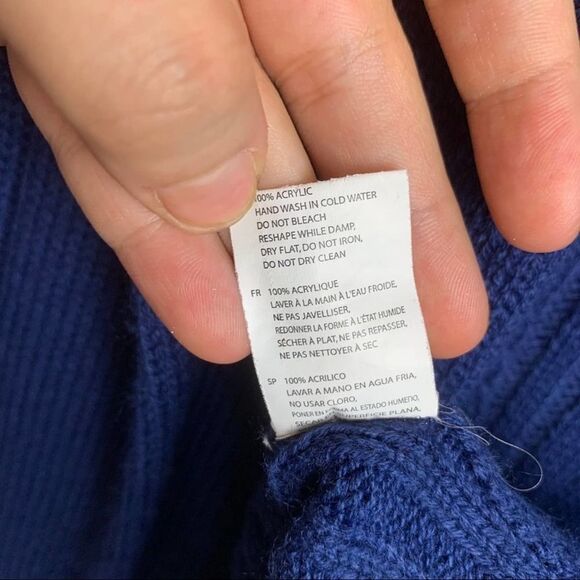 100% ACRYLIC
HAND WASH IN COLD WATER
DO NOT BLEACH
RESHAPE WHILE DAMP,
DRY FLAT, DO NOT IRON,
DO NOT DRY CLEAN
FR 100% ACRYLIQUE
LAVER À LA MAIN À L'EAU FROIDE,
NE PAS JAVELLISER,
REDONNER LA FORME À L'ÉTAT HUMIDE
SÉCHER À PLAT, NE PAS REPASSER,
NE PAS NETTOYER À SEC
SP 100% ACRILICO
LAVAR A MANO EN AGUA FRIA,
NO USAR CLORO,
PONER EN FORMA AL ESTADO HUMETIO,
SECAR SUPERFICIE PLANA,